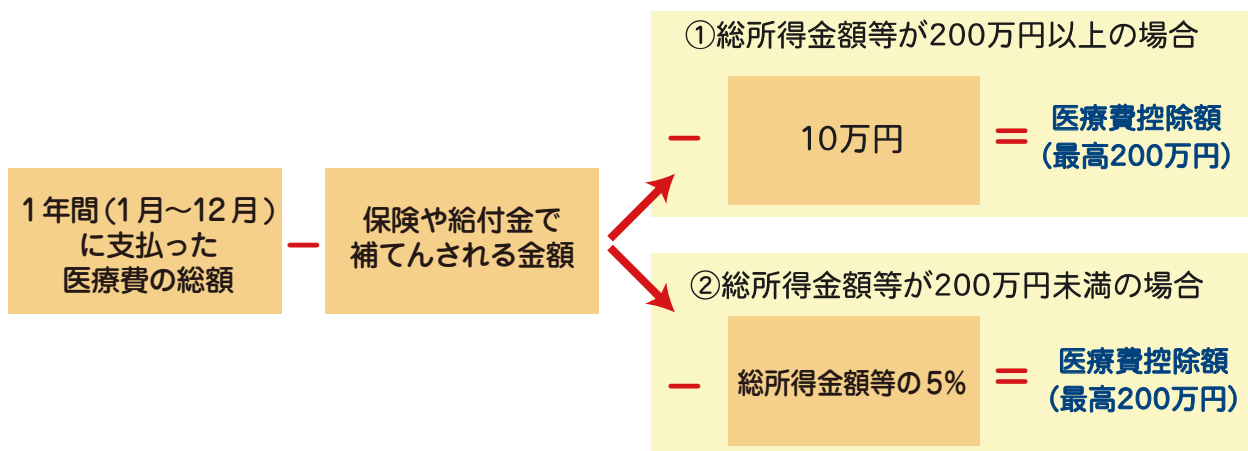 1年間(1月～12月)
に支払った
医療費の総額
－
保険や給付金で
補てんされる金額
①総所得金額等が200万円以上の場合
－
10万円
＝
医療費控除額
(最高200万円)
②総所得金額等が200万円未満の場合
－
総所得金額等の5%
＝
医療費控除額
(最高200万円)